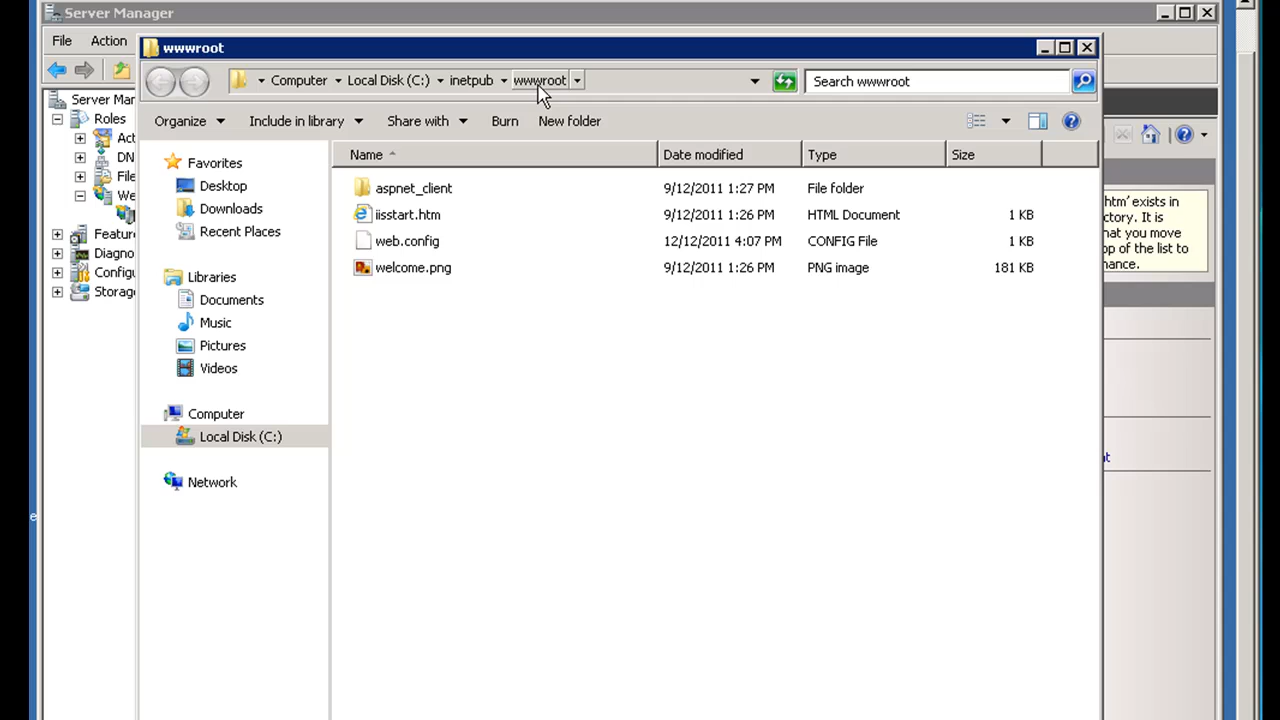 Server Manager
File Action
wwwroot
Computer Local Disk (C:) inetpub wwwroot
Search wwwroot
Organize Include in library Share with Burn New folder
Server Man
Roles
Act
DN
File
We
Featur
Diagno
Config
Storag
Favorites
Desktop
Downloads
Recent Places
Libraries
Documents
Music
Pictures
Videos
Computer
Local Disk (C:)
Network
Name Date modified Type Size
aspnet_client 9/12/2011 1:27 PM File folder
iisstart.htm 9/12/2011 1:26 PM HTML Document 1 KB
web.config 12/12/2011 4:07 PM CONFIG File 1 KB
welcome.png 9/12/2011 1:26 PM PNG image 181 KB
htm' exists in
ctory. It is
hat you move
op of the list to
mance.
t
e